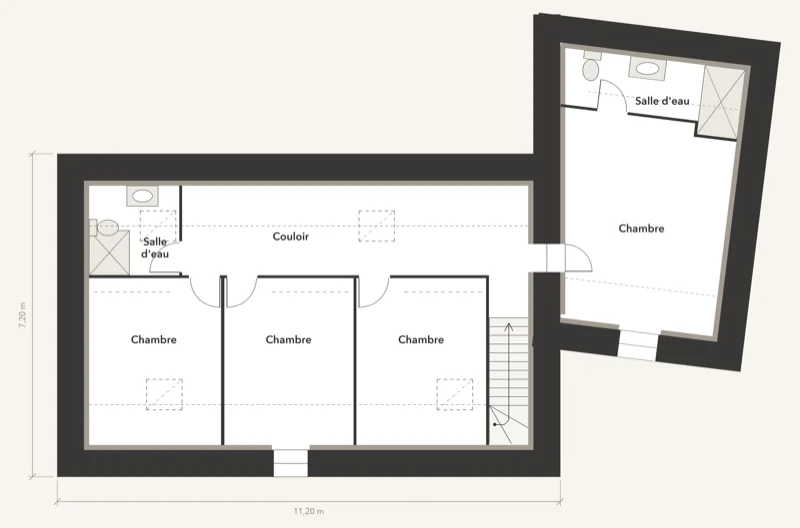 Salle d'eau
Chambre
Couloir
Salle
d'eau
Chambre
Chambre
Chambre
7,20 m
11,20 m